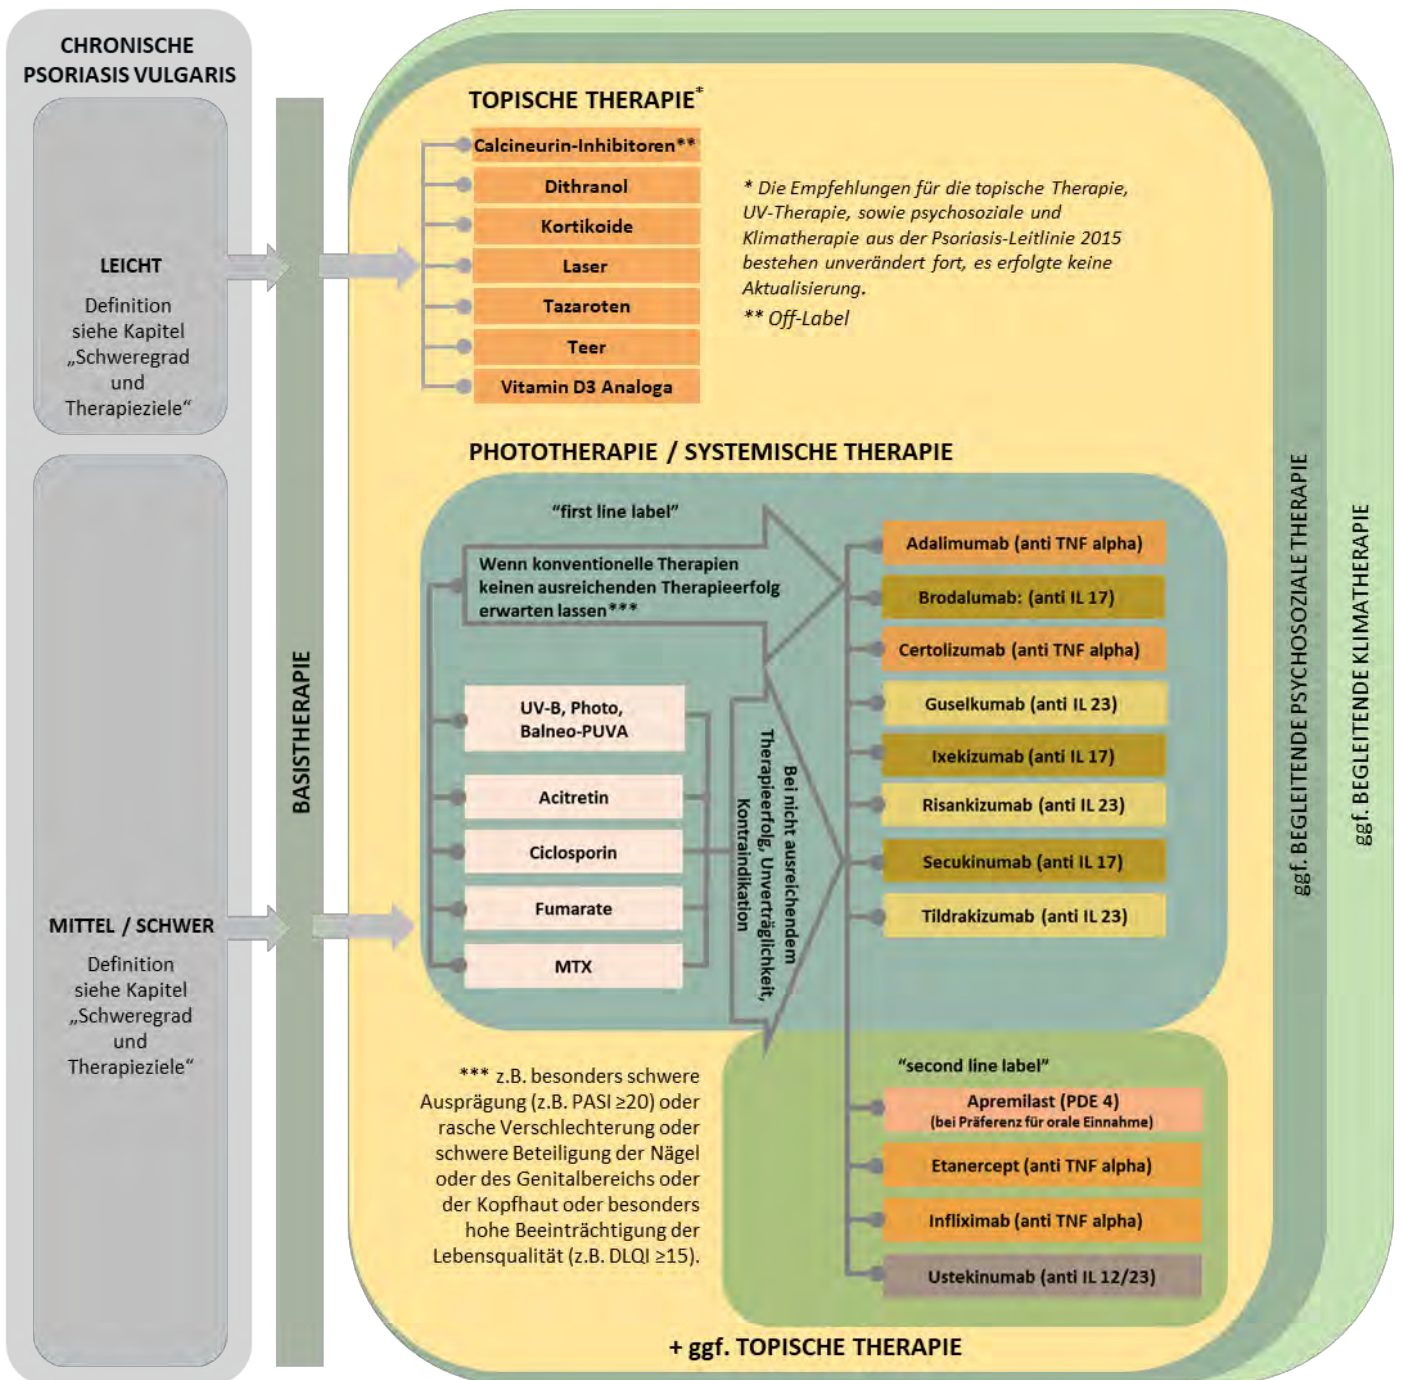 CHRONISCHE
PSORIASIS VULGARIS
LEICHT
Definition
siehe Kapitel
„Schweregrad
und
Therapieziele“
MITTEL / SCHWER
Definition
siehe Kapitel
„Schweregrad
und
Therapieziele“
BASISTHERAPIE
TOPISCHE THERAPIE*
Calcineurin-Inhibitoren**
Dithranol
Kortikoide
Laser
Tazaroten
Teer
Vitamin D3 Analoga
* Die Empfehlungen für die topische Therapie,
UV-Therapie, sowie psychosoziale und
Klimatherapie aus der Psoriasis-Leitlinie 2015
bestehen unverändert fort, es erfolgte keine
Aktualisierung.
** Off-Label
PHOTOTHERAPIE / SYSTEMISCHE THERAPIE
“first line label”
Wenn konventionelle Therapien
keinen ausreichenden Therapieerfolg
erwarten lassen***
UV-B, Photo,
Balneo-PUVA
Acitretin
Ciclosporin
Fumarate
MTX
Bei nicht ausreichendem
Therapieerfolg, Unverträglichkeit,
Kontraindikation
Adalimumab (anti TNF alpha)
Brodalumab: (anti IL 17)
Certolizumab (anti TNF alpha)
Guselkumab (anti IL 23)
Ixekizumab (anti IL 17)
Risankizumab (anti IL 23)
Secukinumab (anti IL 17)
Tildrakizumab (anti IL 23)
“second line label”
Apremilast (PDE 4)
(bei Präferenz für orale Einnahme)
Etanercept (anti TNF alpha)
Infliximab (anti TNF alpha)
Ustekinumab (anti IL 12/23)
*** z.B. besonders schwere
Ausprägung (z.B. PASI ≥20) oder
rasche Verschlechterung oder
schwere Beteiligung der Nägel
oder des Genitalbereichs oder
der Kopfhaut oder besonders
hohe Beeinträchtigung der
Lebensqualität (z.B. DLQI ≥15).
+ ggf. TOPISCHE THERAPIE
ggf. BEGLEITENDE PSYCHOSOZIALE THERAPIE
ggf. BEGLEITENDE KLIMATHERAPIE